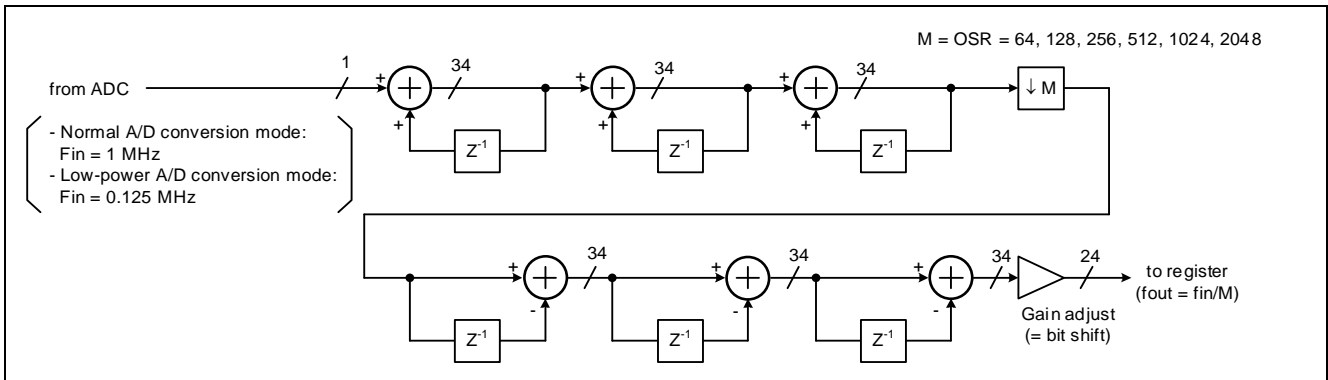 M = OSR = 64, 128, 256, 512, 1024, 2048
1
34
34
34
from ADC
+
+
+
↓ M
+
+
+
- Normal A/D conversion mode:
Fin = 1 MHz
- Low-power A/D conversion mode:
Fin = 0.125 MHz
Z-1
Z-1
Z-1
34
34
34
24
+
+
+
to register
(fout = fin/M)
-
-
-
Gain adjust
(= bit shift)
Z-1
Z-1
Z-1